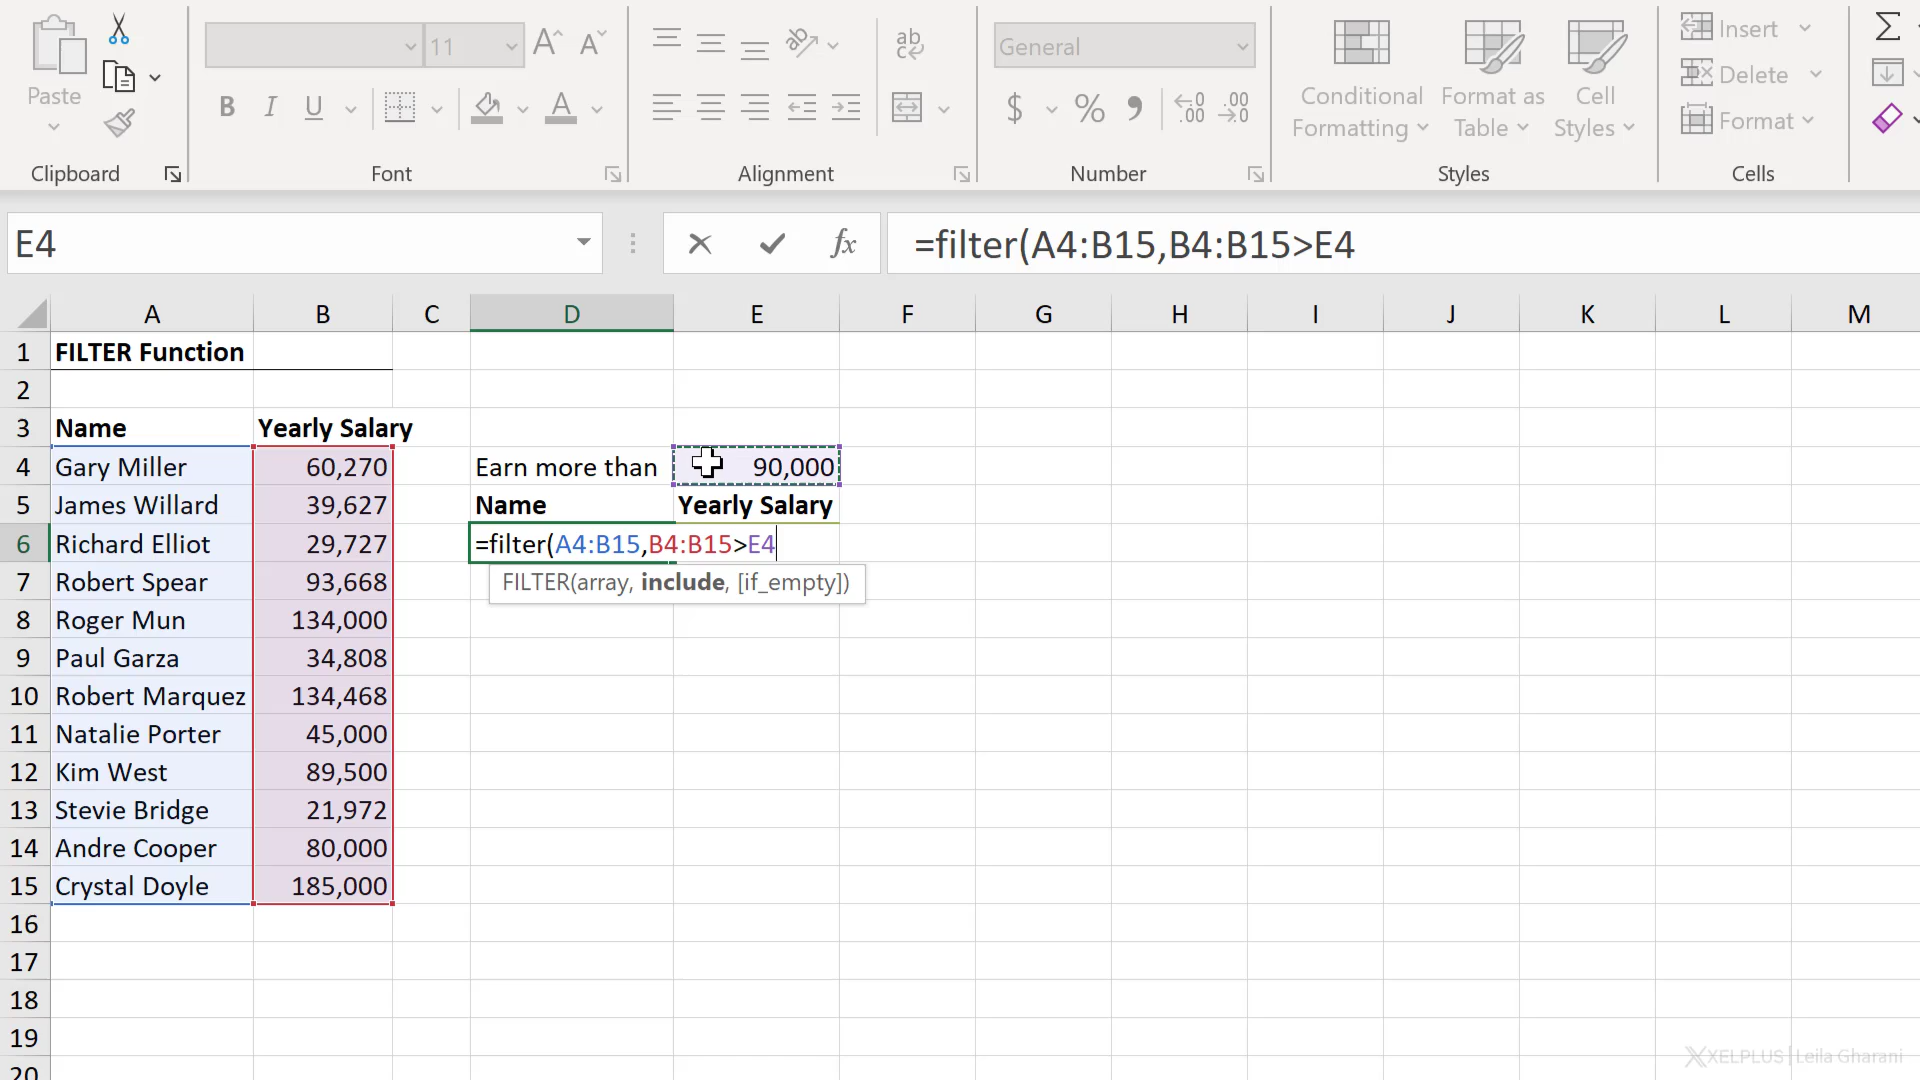 Paste
Clipboard
11
A A
B I U A
Font
ab
ab
c
Alignment
General
$ % ,
.00 .00
Number
Conditional
Formatting
Format as
Table
Cell
Styles
Styles
Insert
Delete
Format
Cells
Σ
E4
fx
=filter(A4:B15,B4:B15>E4
A B C D E F G H I J K L M
1 FILTER Function
2
3 Name Yearly Salary
4 Gary Miller 60,270 Earn more than 90,000
5 James Willard 39,627 Name Yearly Salary
6 Richard Elliot 29,727 =filter(A4:B15,B4:B15>E4
7 Robert Spear 93,668 FILTER(array, include, [if_empty])
8 Roger Mun 134,000
9 Paul Garza 34,808
10 Robert Marquez 134,468
11 Natalie Porter 45,000
12 Kim West 89,500
13 Stevie Bridge 21,972
14 Andre Cooper 80,000
15 Crystal Doyle 185,000
16
17
18
19
20
XELPLUS | Leila Gharani